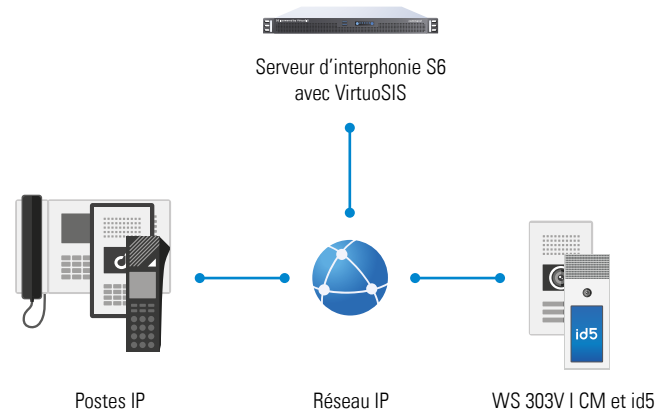 Serveur d’interphonie S6
avec VirtuoSIS
id5
Postes IP
Réseau IP
WS 303V I CM et id5